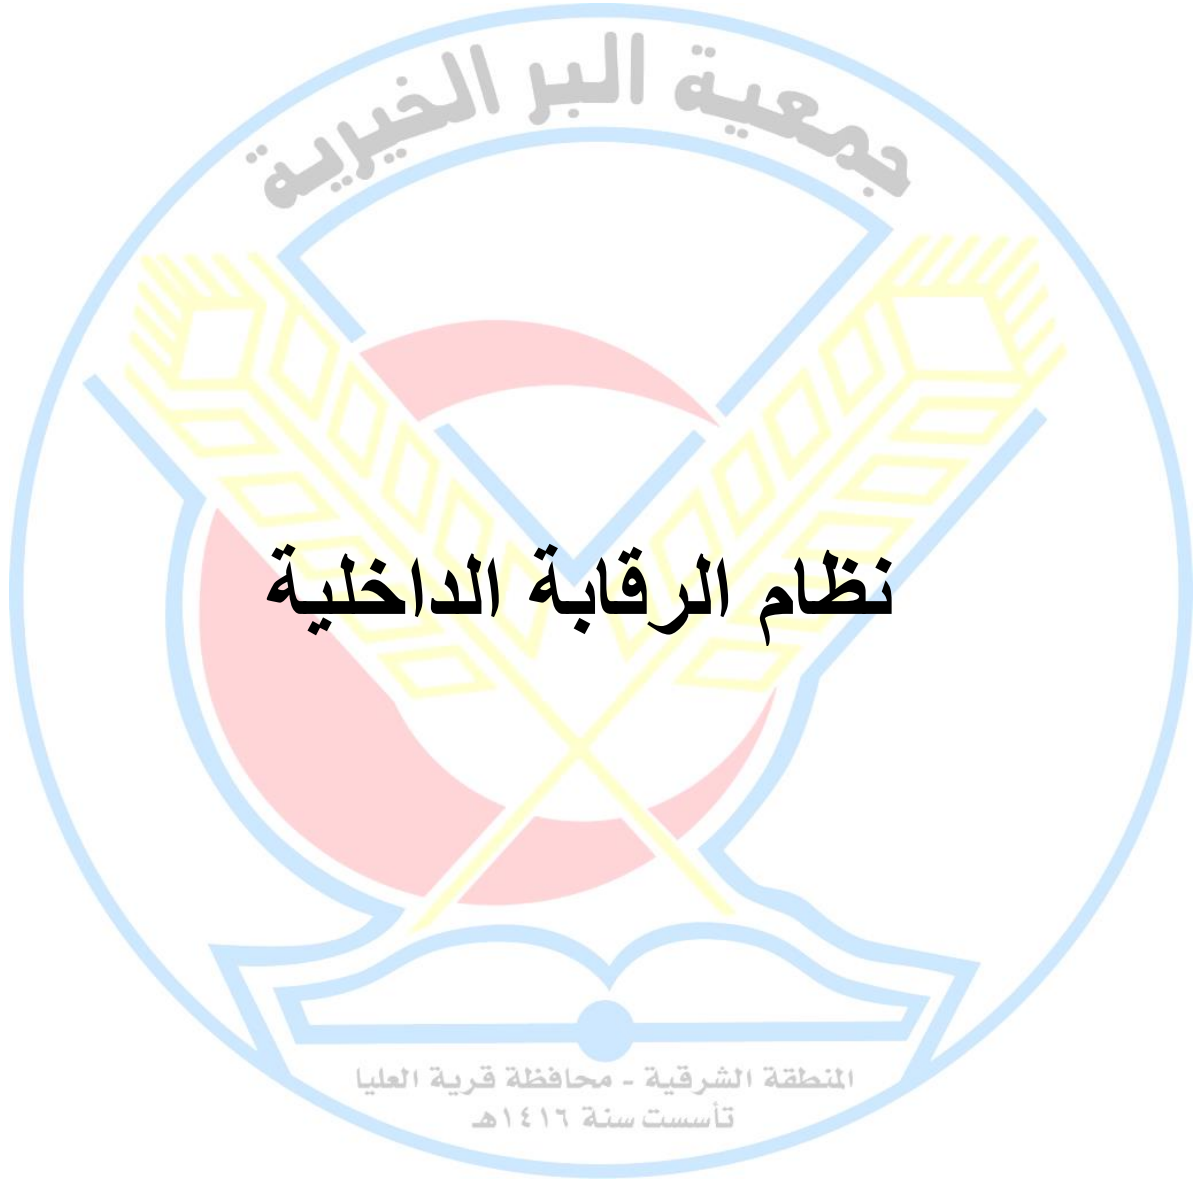 جمعية البر الخيرية
نظام الرقابة الداخلية
المنطقة الشرقية - محافظة قرية العليا
تأسست سنة ١٤١٦هـ